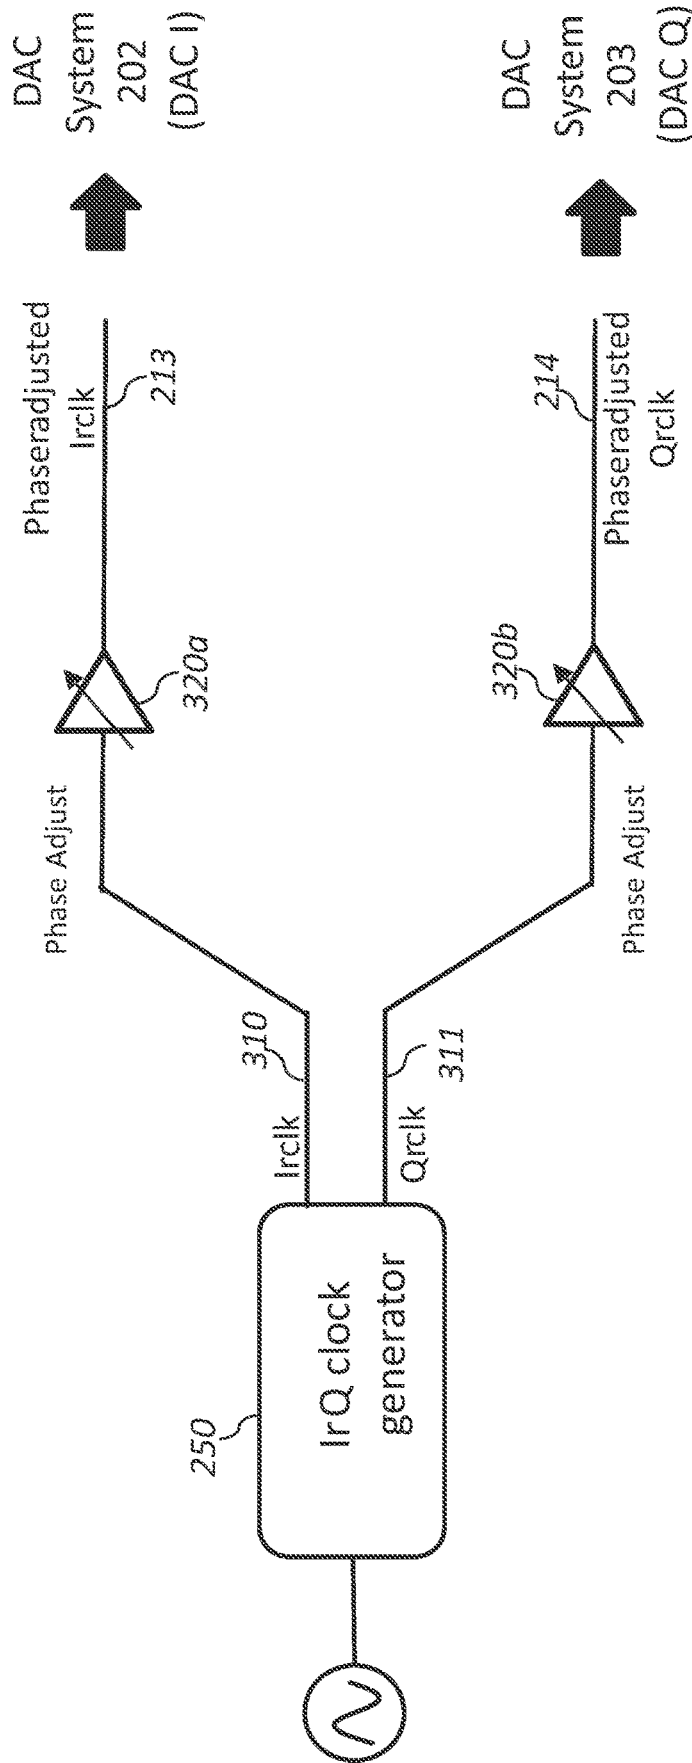 250
IrQ clock
generator
Irclk
310
Qrclk
311
Phase Adjust
320a
Phaseradjusted
Irclk
213
DAC
System
202
(DAC I)
Phase Adjust
320b
214
Phaseradjusted
Qrclk
DAC
System
203
(DAC Q)